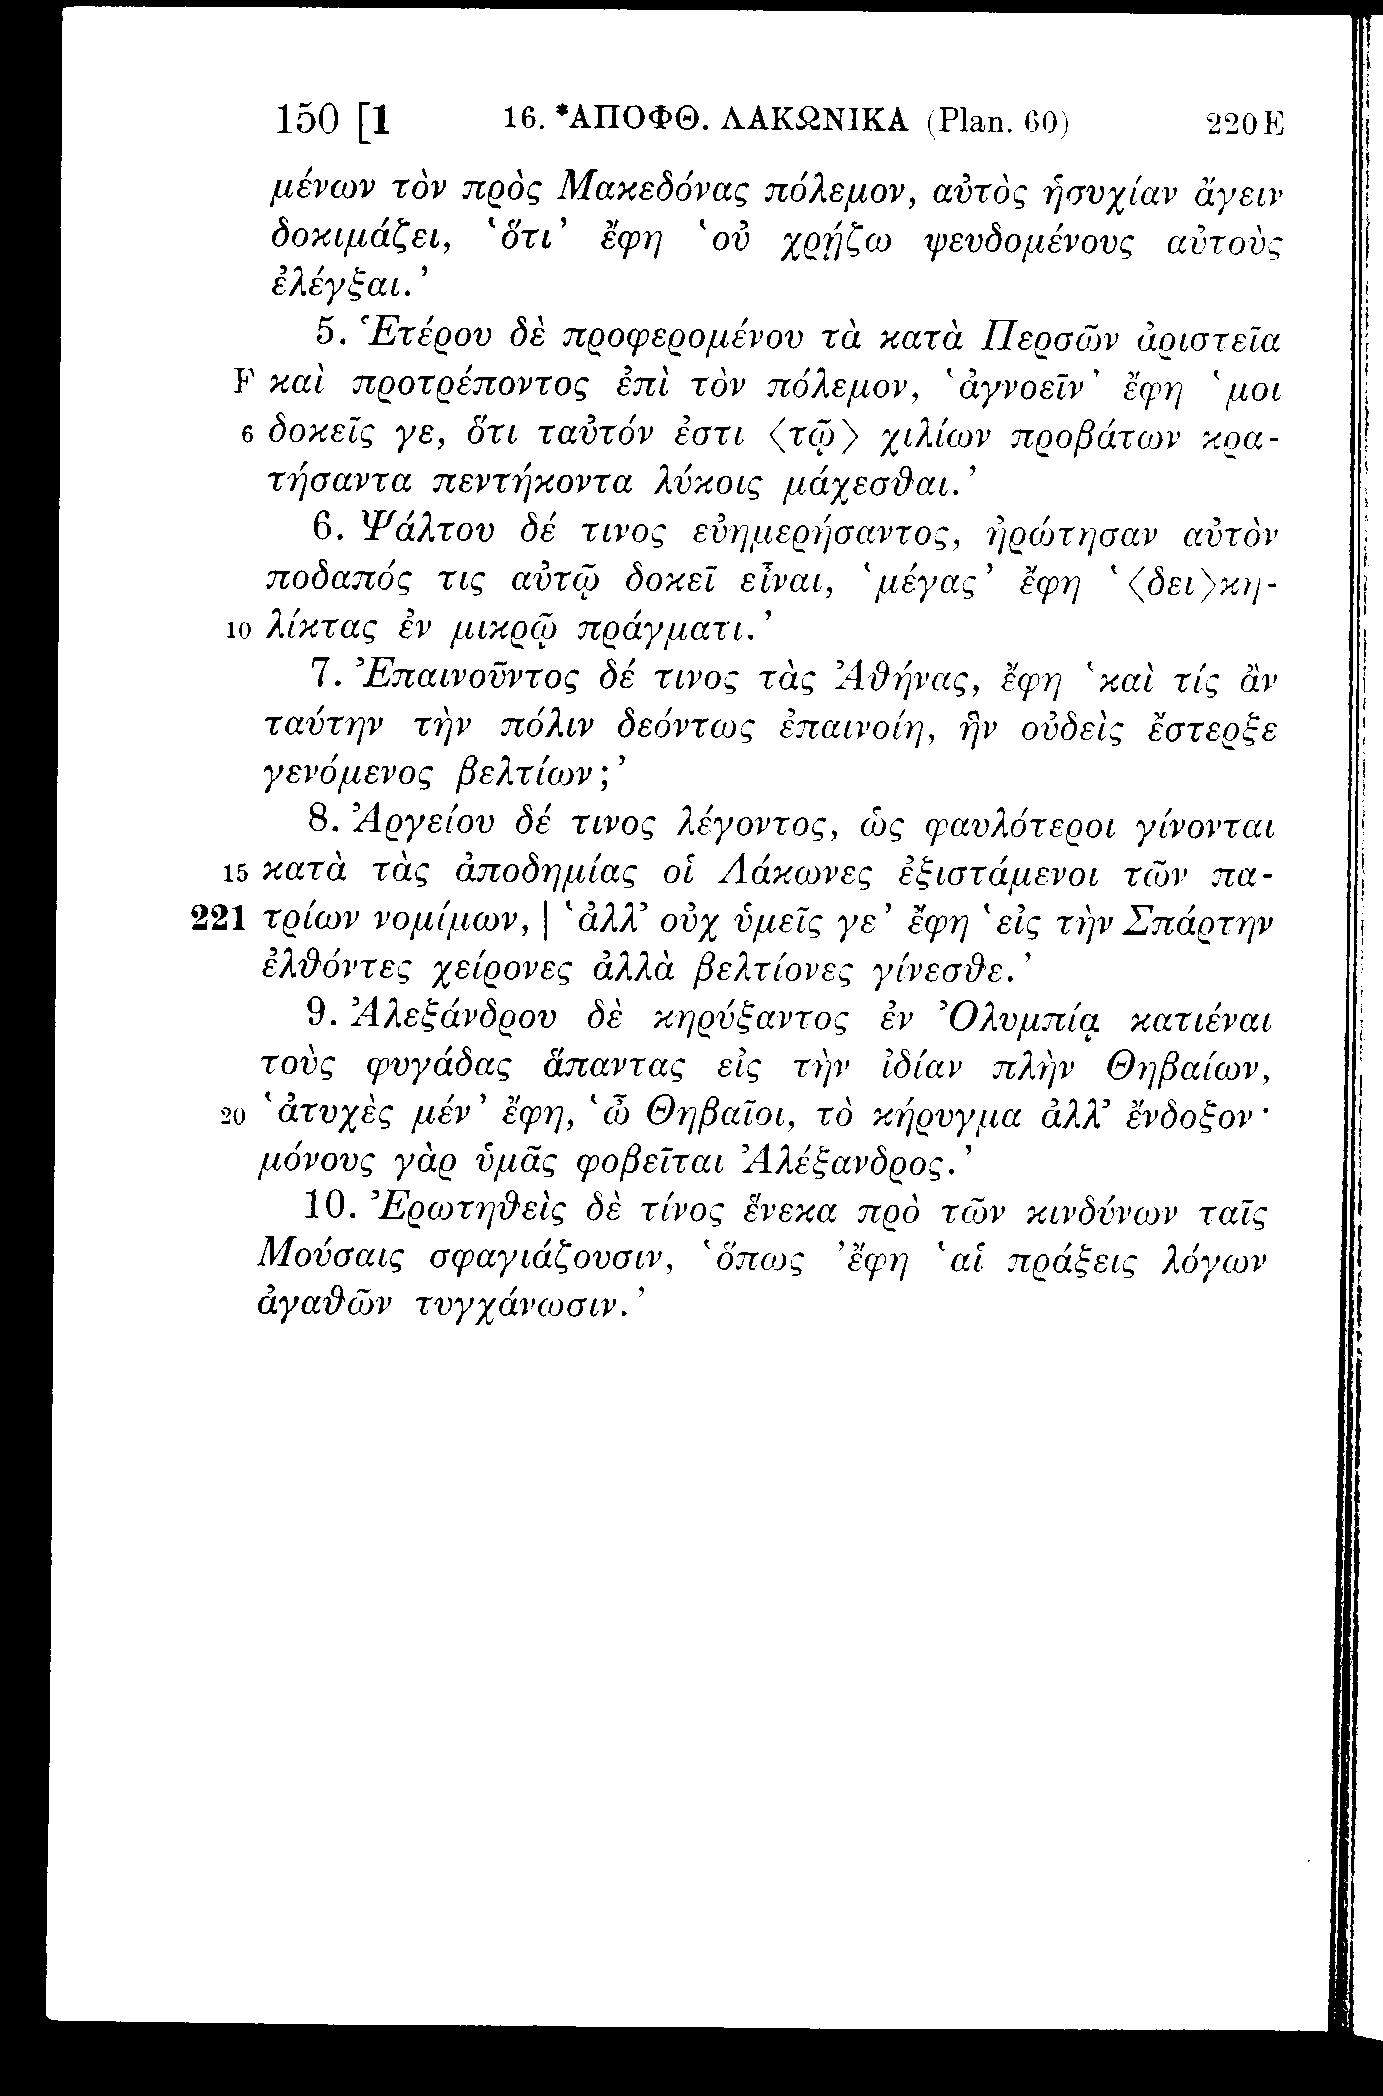 150 [1 16. *ΑΠΟΦΘ. ΛΑΚΩΝΙΚΑ (Plan. 60) 220E
μένων τὸν πρὸς Μακεδόνας πόλεμον, αὐτὸς ἡσυχίαν ἄγειν
δοκιμάζει, ‘ὅτι’ ἔφη ‘οὐ χρῄζω ψευδομένους αὐτοὺς
ἐλέγξαι.’
5. Ἑτέρου δὲ προφερομένου τὰ κατὰ Περσῶν ἀριστεῖα
F καὶ προτρέποντος ἐπὶ τὸν πόλεμον, ‘ἀγνοεῖν’ ἔφη ‘μοι
6 δοκεῖς γε, ὅτι ταὐτόν ἐστι 〈τῷ〉 χιλίων προβάτων κρα-
τήσαντα πεντήκοντα λύκοις μάχεσθαι.’
6. Ψάλτου δέ τινος εὐημερήσαντος, ἠρώτησαν αὐτὸν
ποδαπός τις αὐτῷ δοκεῖ εἶναι, ‘μέγας’ ἔφη ‘〈δει〉κη-
10 λίκτας ἐν μικρῷ πράγματι.’
7. Ἐπαινοῦντος δέ τινος τὰς Ἀθήνας, ἔφη ‘καὶ τίς ἂν
ταύτην τὴν πόλιν δεόντως ἐπαινοίη, ἣν οὐδεὶς ἔστερξε
γενόμενος βελτίων;’
8. Ἀργείου δέ τινος λέγοντος, ὡς φαυλότεροι γίνονται
15 κατὰ τὰς ἀποδημίας οἱ Λάκωνες ἐξιστάμενοι τῶν πα-
221 τρίων νομίμων, | ‘ἀλλ’ οὐχ ὑμεῖς γε’ ἔφη ‘εἰς τὴν Σπάρτην
ἐλθόντες χείρονες ἀλλὰ βελτίονες γίνεσθε.’
9. Ἀλεξάνδρου δὲ κηρύξαντος ἐν Ὀλυμπίᾳ κατιέναι
τοὺς φυγάδας ἅπαντας εἰς τὴν ἰδίαν πλὴν Θηβαίων,
20 ‘ἀτυχὲς μέν’ ἔφη, ‘ὦ Θηβαῖοι, τὸ κήρυγμα ἀλλ’ ἔνδοξον·
μόνους γὰρ ὑμᾶς φοβεῖται Ἀλέξανδρος.’
10. Ἐρωτηθεὶς δὲ τίνος ἕνεκα πρὸ τῶν κινδύνων ταῖς
Μούσαις σφαγιάζουσιν, ‘ὅπως ’ἔφη ‘αἱ πράξεις λόγων
ἀγαθῶν τυγχάνωσιν.’